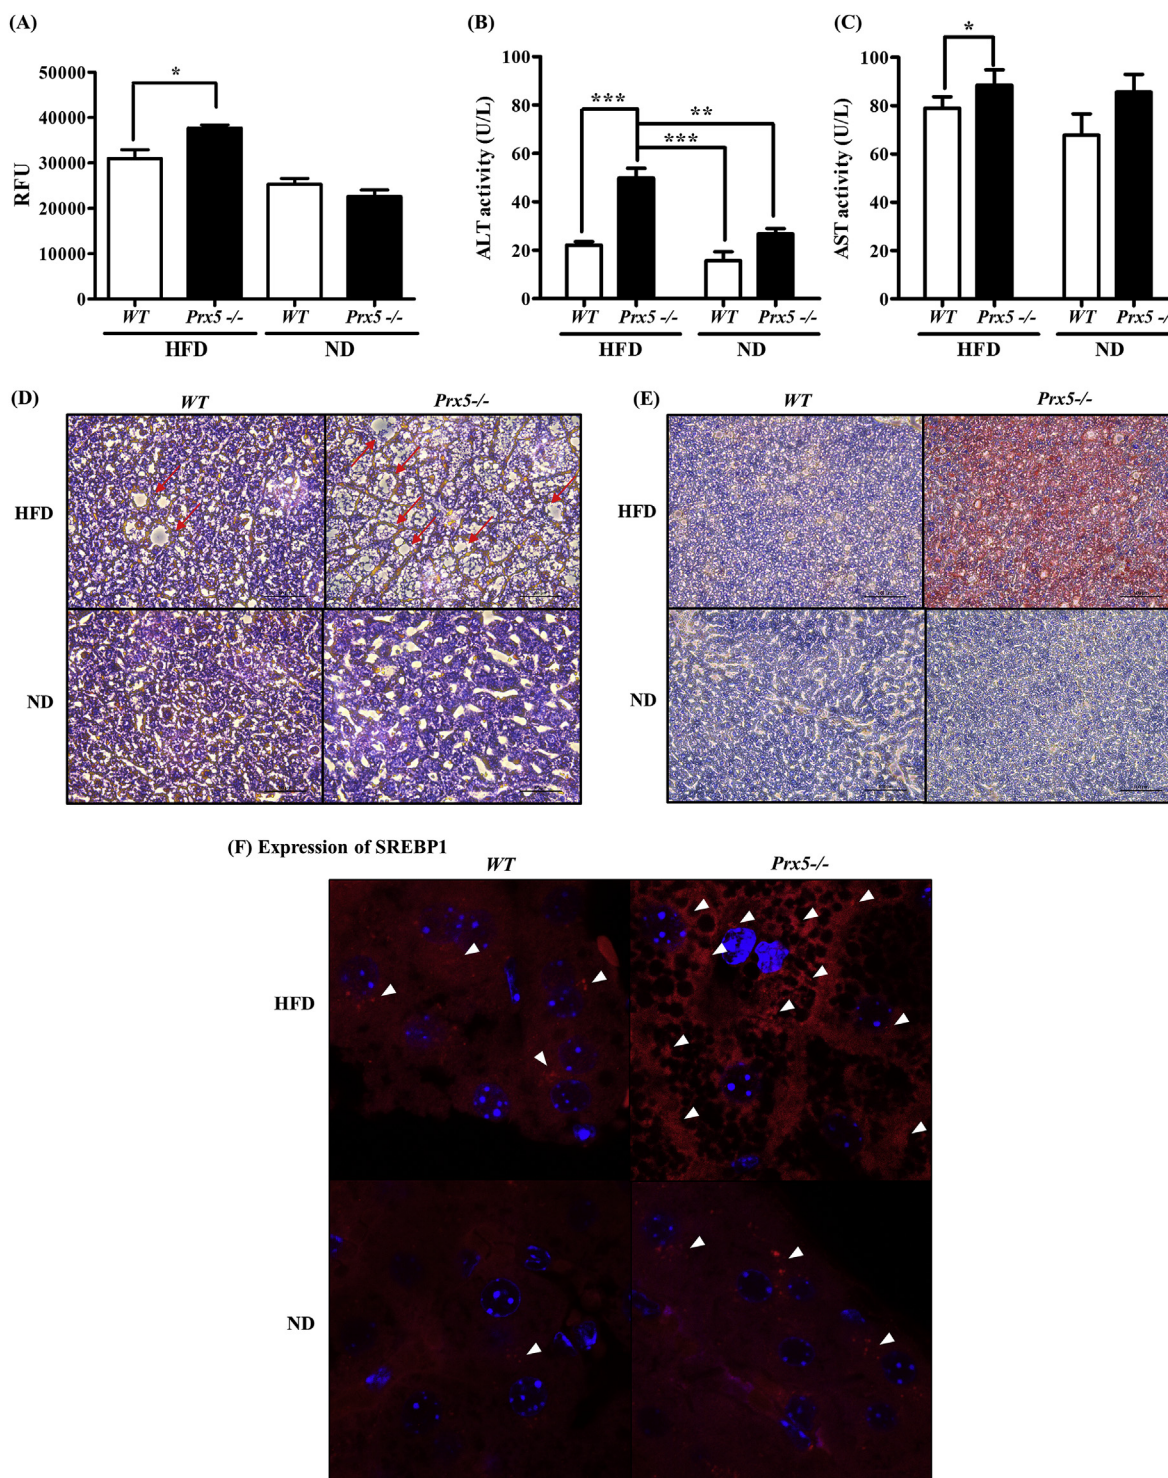 (A)
*
50000
40000
30000
20000
10000
0
RFU
WT Prx5 -/- WT Prx5 -/-
HFD ND
(B)
100
80
60
40
20
0
ALT activity (U/L)
***
**
***
WT Prx5 -/- WT Prx5 -/-
HFD ND
(C)
*
100
80
60
40
20
0
AST activity (U/L)
WT Prx5 -/- WT Prx5 -/-
HFD ND
(D)
WT Prx5-/-
HFD
ND
(E)
WT Prx5-/-
HFD
ND
(F) Expression of SREBP1
WT Prx5-/-
HFD
ND